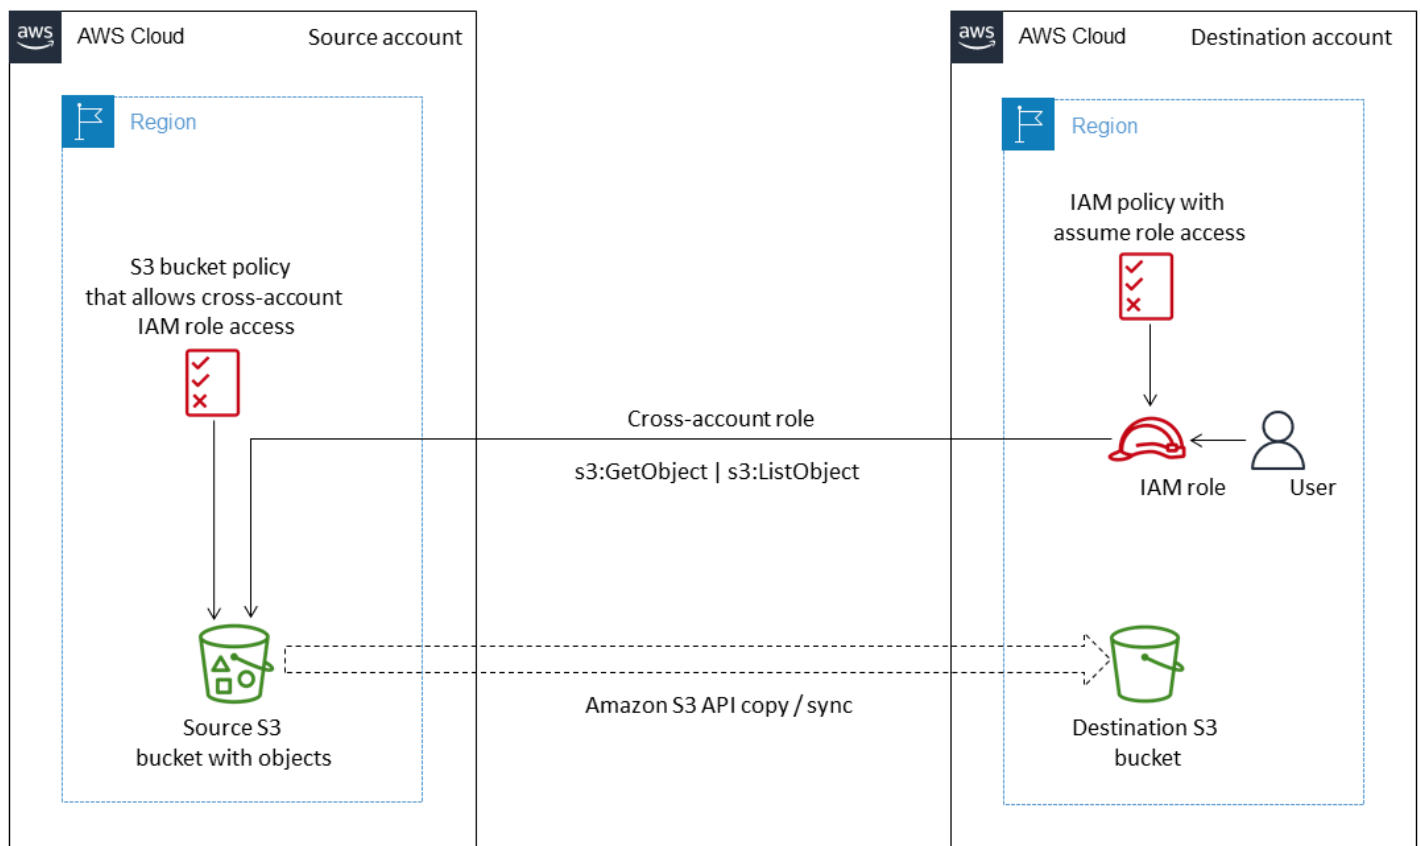 aws
AWS Cloud
Source account
Region
S3 bucket policy
that allows cross-account
IAM role access
Source S3
bucket with objects
Cross-account role
s3:GetObject | s3:ListObject
Amazon S3 API copy / sync
aws
AWS Cloud
Destination account
Region
IAM policy with
assume role access
IAM role
User
Destination S3
bucket